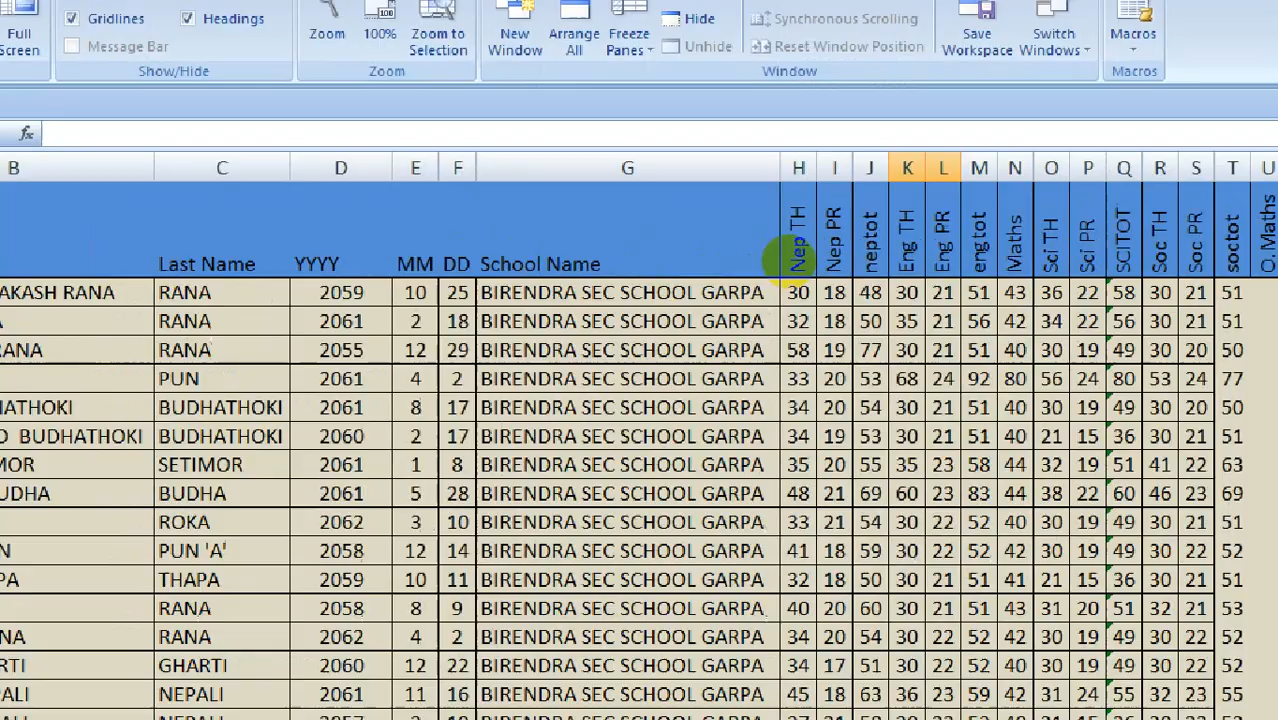 Full Screen
Gridlines
Headings
Message Bar
Show/Hide
Zoom
100%
Zoom to Selection
Zoom
New Window
Arrange All
Freeze Panes
Hide
Unhide
Synchronous Scrolling
Reset Window Position
Window
Save Workspace
Switch Windows
Macros
Macros
fx
B C D E F G H I J K L M N O P Q R S T U
Last Name YYYY MM DD School Name Nep TH Nep PR neptot Eng TH Eng PR engtot Maths Sci TH Sci PR SCITOT Soc TH Soc PR soctot O. Maths
AKASH RANA RANA 2059 10 25 BIRENDRA SEC SCHOOL GARPA 30 18 48 30 21 51 43 36 22 58 30 21 51
A RANA 2061 2 18 BIRENDRA SEC SCHOOL GARPA 32 18 50 35 21 56 42 34 22 56 30 21 51
RANA RANA 2055 12 29 BIRENDRA SEC SCHOOL GARPA 58 19 77 30 21 51 40 30 19 49 30 20 50
PUN 2061 4 2 BIRENDRA SEC SCHOOL GARPA 33 20 53 68 24 92 80 56 24 80 53 24 77
HATHOKI BUDHATHOKI 2061 8 17 BIRENDRA SEC SCHOOL GARPA 34 20 54 30 21 51 40 30 19 49 30 20 50
BUDHATHOKI BUDHATHOKI 2060 2 17 BIRENDRA SEC SCHOOL GARPA 34 19 53 30 21 51 40 21 15 36 30 21 51
MOR SETIMOR 2061 1 8 BIRENDRA SEC SCHOOL GARPA 35 20 55 35 23 58 44 32 19 51 41 22 63
UDHA BUDHA 2061 5 28 BIRENDRA SEC SCHOOL GARPA 48 21 69 60 23 83 44 38 22 60 46 23 69
ROKA 2062 3 10 BIRENDRA SEC SCHOOL GARPA 33 21 54 30 22 52 40 30 19 49 30 21 51
N PUN 'A' 2058 12 14 BIRENDRA SEC SCHOOL GARPA 41 18 59 30 22 52 42 30 19 49 30 22 52
PA THAPA 2059 10 11 BIRENDRA SEC SCHOOL GARPA 32 18 50 30 21 51 41 21 15 36 30 21 51
RANA 2058 8 9 BIRENDRA SEC SCHOOL GARPA 40 20 60 30 21 51 43 31 20 51 32 21 53
NA RANA 2062 4 2 BIRENDRA SEC SCHOOL GARPA 34 20 54 30 22 52 42 30 19 49 30 22 52
RTI GHARTI 2060 12 22 BIRENDRA SEC SCHOOL GARPA 34 17 51 30 22 52 40 30 19 49 30 22 52
ALI NEPALI 2061 11 16 BIRENDRA SEC SCHOOL GARPA 45 18 63 36 23 59 42 31 24 55 32 23 55